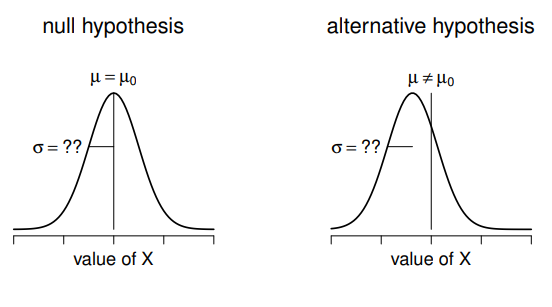 null hypothesis
μ = μ₀
σ = ??
value of X
alternative hypothesis
μ ≠ μ₀
σ = ??
value of X